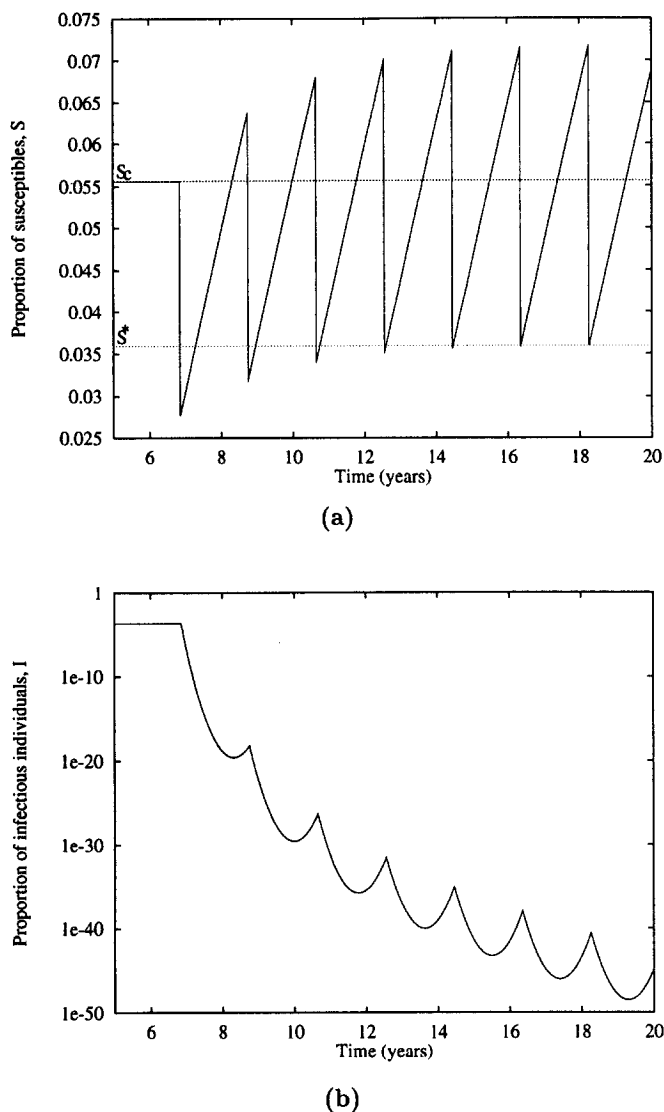 Proportion of susceptibles, S
0.075
0.07
0.065
0.06
Sc
0.055
0.05
0.045
0.04
S*
0.035
0.03
0.025
6 8 10 12 14 16 18 20
Time (years)
(a)
Proportion of infectious individuals, I
1
1e-10
1e-20
1e-30
1e-40
1e-50
6 8 10 12 14 16 18 20
Time (years)
(b)